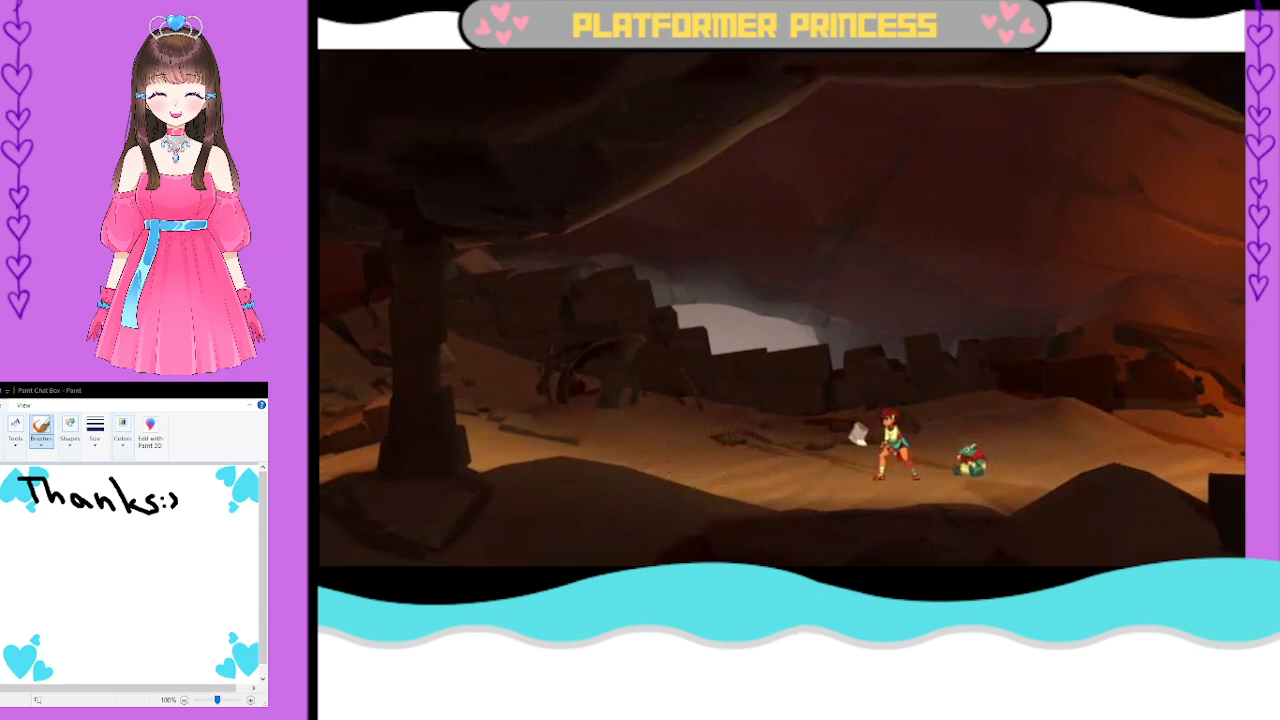 PLATFORMER PRINCESS
Paint Chat Box - Paint
View
Tools
Brushes
Shapes
Size
Colors
Edit with
Paint 3D
Thanks:)
100%